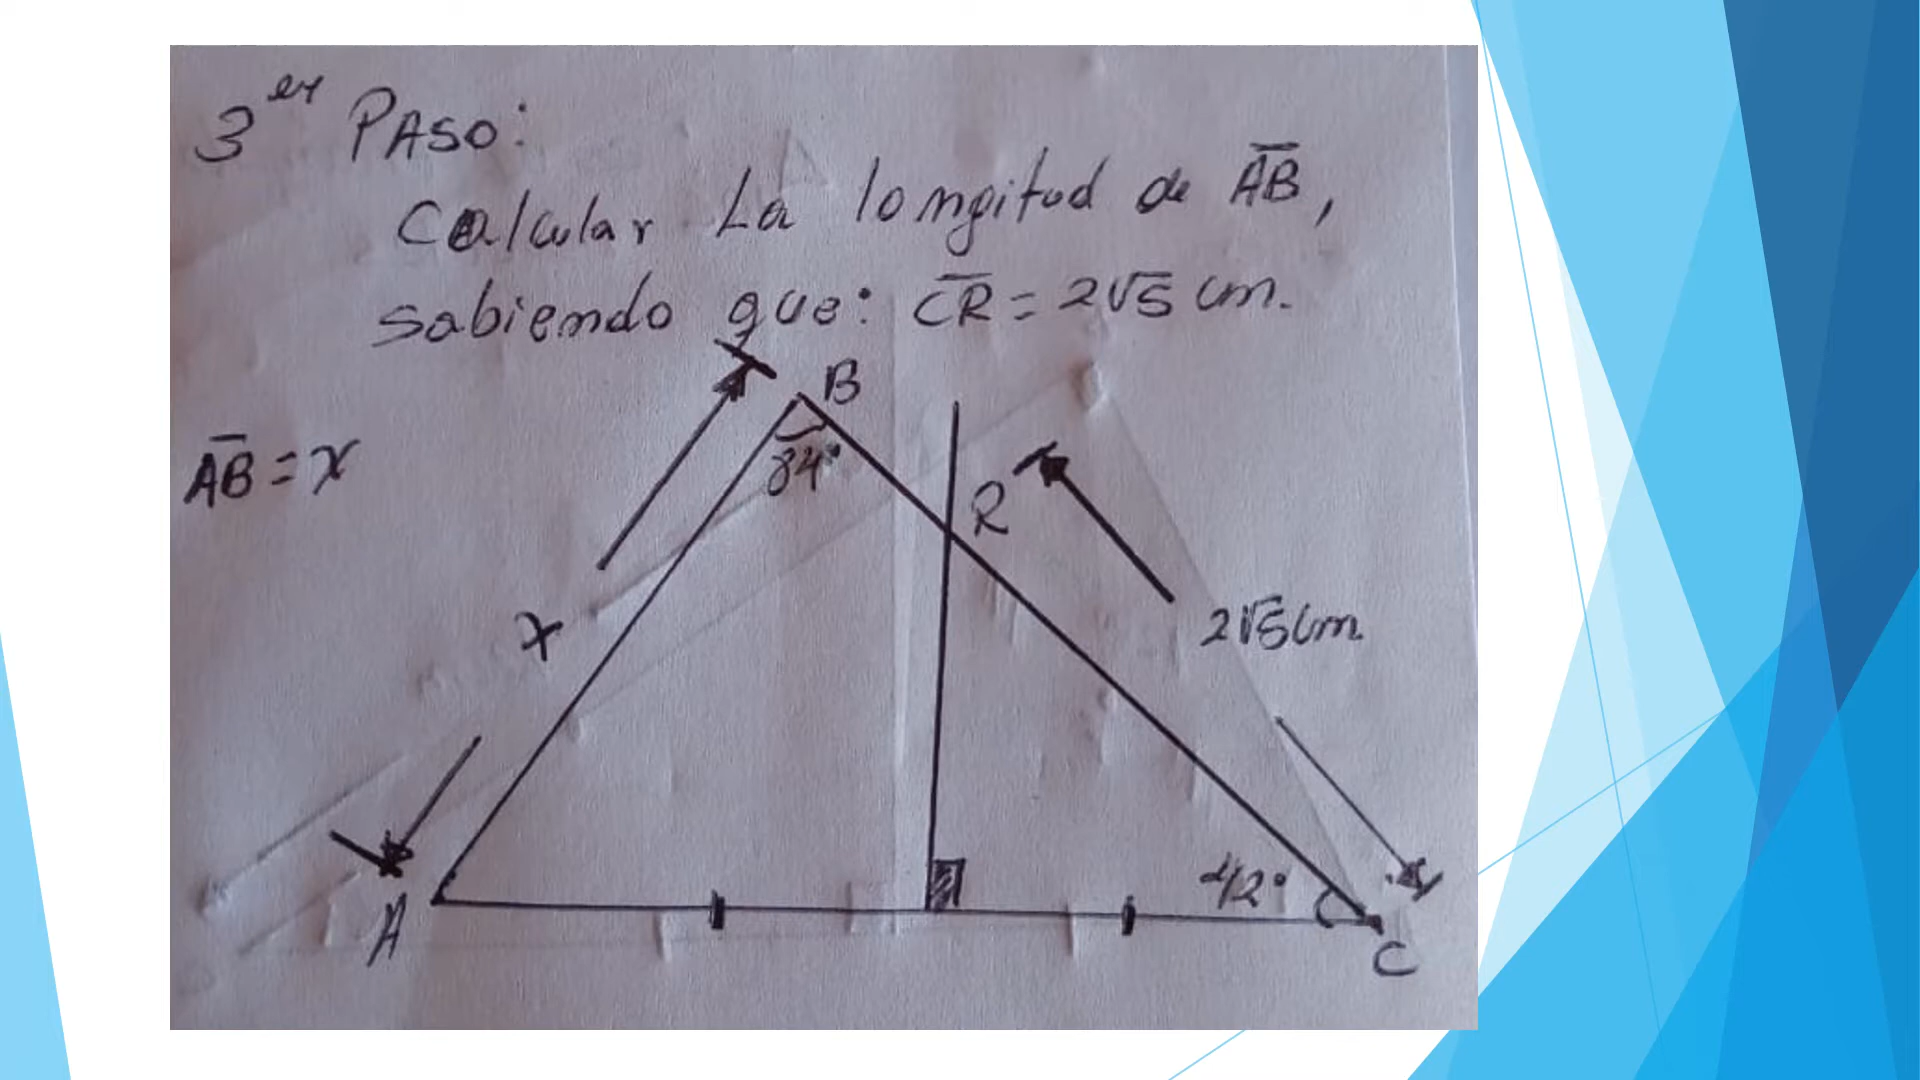 3er PASO:
Calcular La longitud de AB,
sabiendo que: CR = 2√5 cm.
B
AB = x
84°
R
x
2√5 cm
42°
A
C